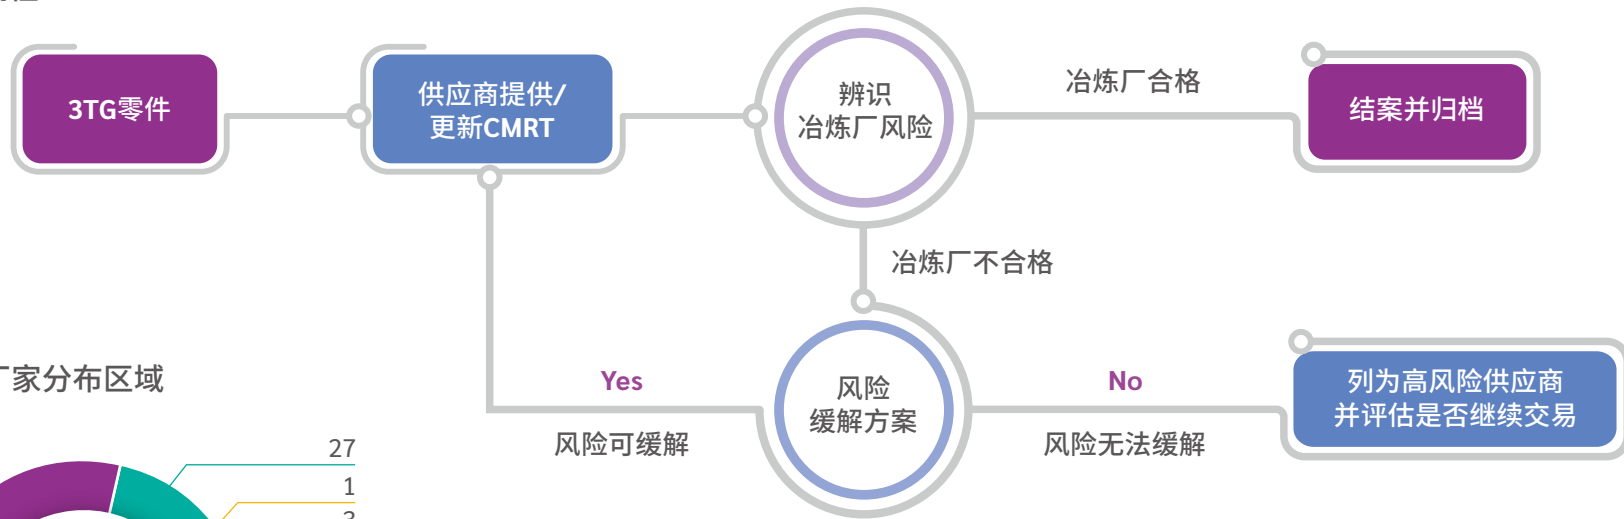 3TG零件
供应商提供/
更新CMRT
辨识
冶炼厂风险
冶炼厂合格
结案并归档
冶炼厂不合格
家分布区域
Yes
风险可缓解
风险
缓解方案
No
风险无法缓解
列为高风险供应商
并评估是否继续交易
27
1